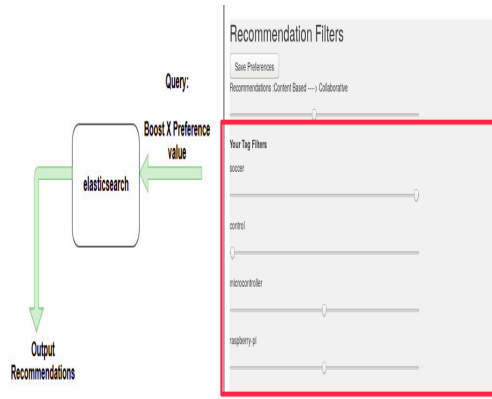 Query:
Boost X Preference
value
elasticsearch
Output
Recommendations
Recommendation Filters
Save Preferences
Recommendations :Content Based ----> Collaborative
Your Tag Filters
soccer
control
microcontroller
raspberry-pi